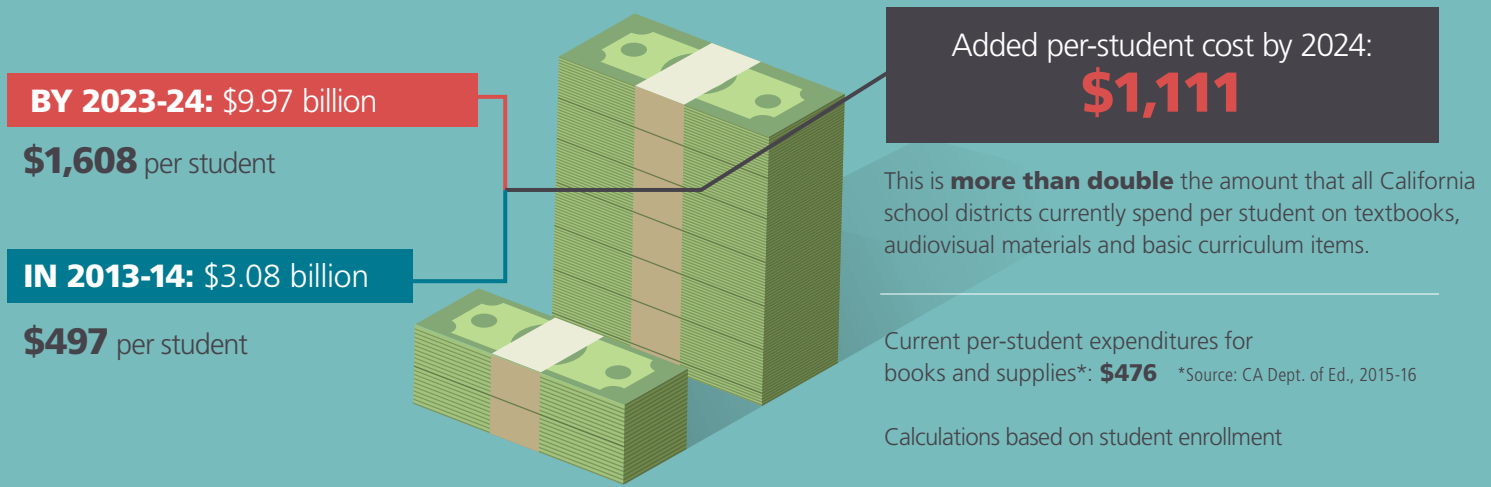 BY 2023-24: $9.97 billion
$1,608 per student
IN 2013-14: $3.08 billion
$497 per student
Added per-student cost by 2024:
$1,111
This is more than double the amount that all California
school districts currently spend per student on textbooks,
audiovisual materials and basic curriculum items.
Current per-student expenditures for
books and supplies*: $476 *Source: CA Dept. of Ed., 2015-16
Calculations based on student enrollment